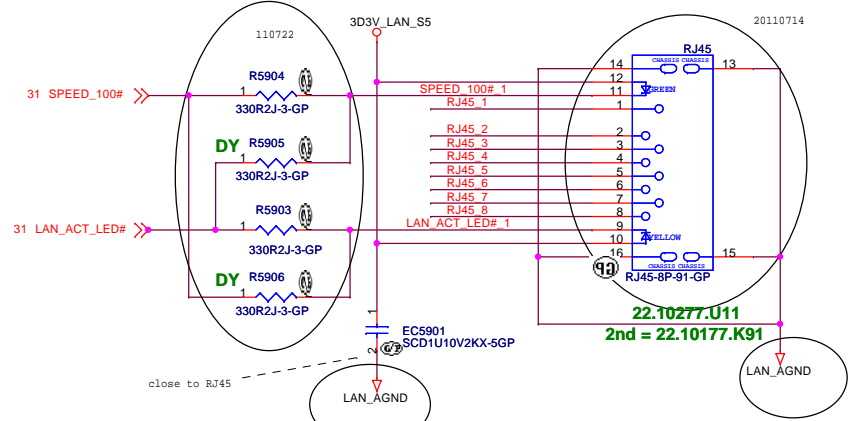 3D3V_LAN_S5
20110714
110722
RJ45
CHASSIS CHASSIS
14
13
12
R5904
31 SPEED_100#
1
330R2J-3-GP
SPEED_100#_1
11
GREEN
RJ45_1
1
DY
R5905
1
330R2J-3-GP
RJ45_2
2
RJ45_3
3
RJ45_4
4
RJ45_5
5
RJ45_6
6
RJ45_7
7
RJ45_8
8
R5903
31 LAN_ACT_LED#
1
330R2J-3-GP
LAN_ACT_LED#_1
9
YELLOW
10
16
15
CHASSIS CHASSIS
RJ45-8P-91-GP
DY
R5906
1
330R2J-3-GP
22.10277.U11
2nd = 22.10177.K91
1
EC5901
SCD1U10V2KX-5GP
2
close to RJ45
LAN_AGND
LAN_AGND